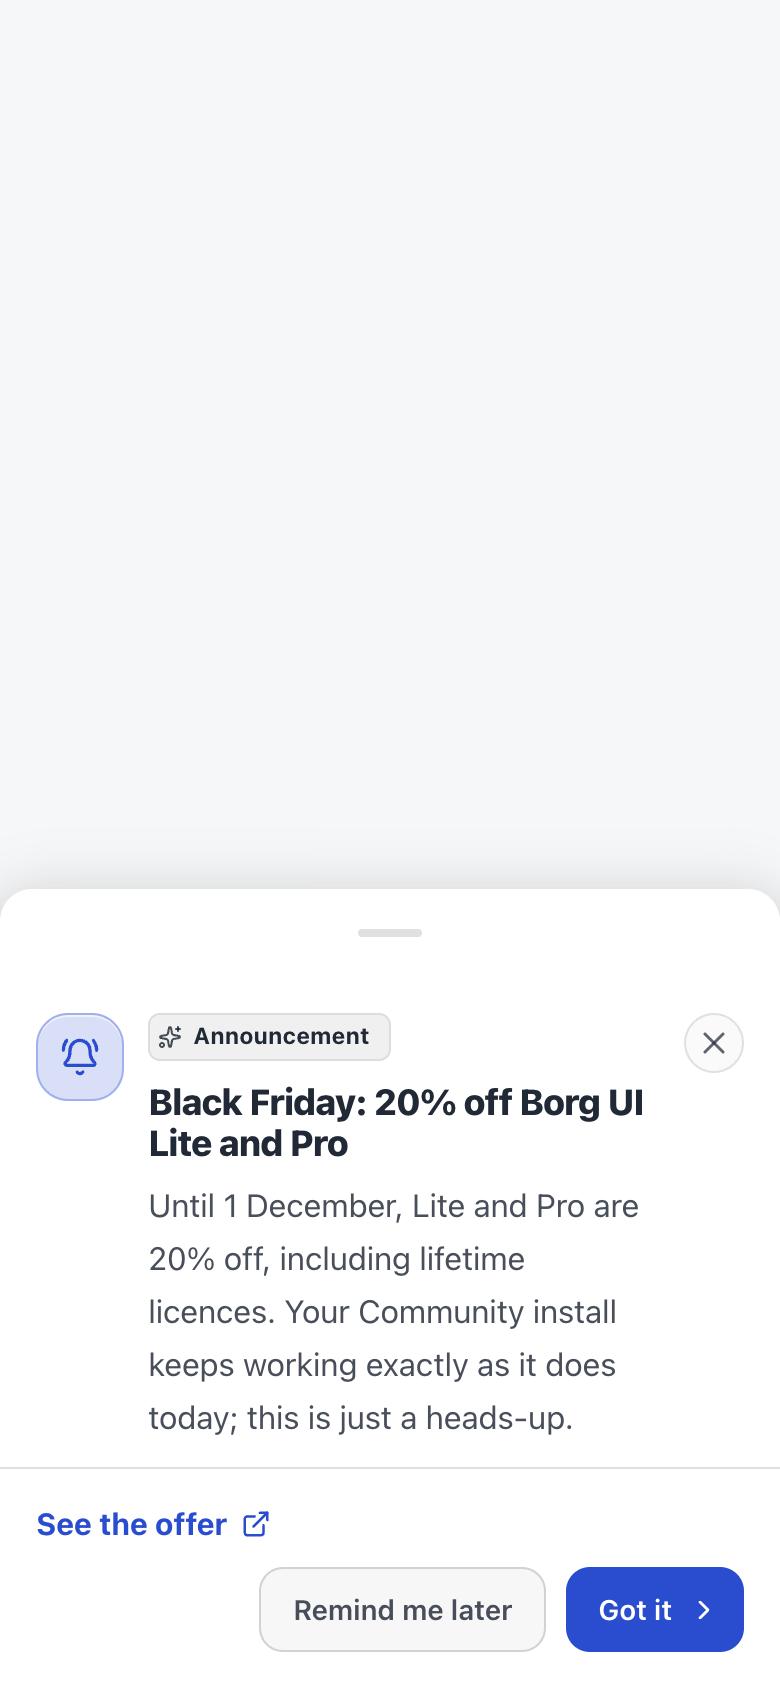 Announcement
Black Friday: 20% off Borg UI
Lite and Pro
Until 1 December, Lite and Pro are
20% off, including lifetime
licences. Your Community install
keeps working exactly as it does
today; this is just a heads-up.
See the offer
Remind me later
Got it